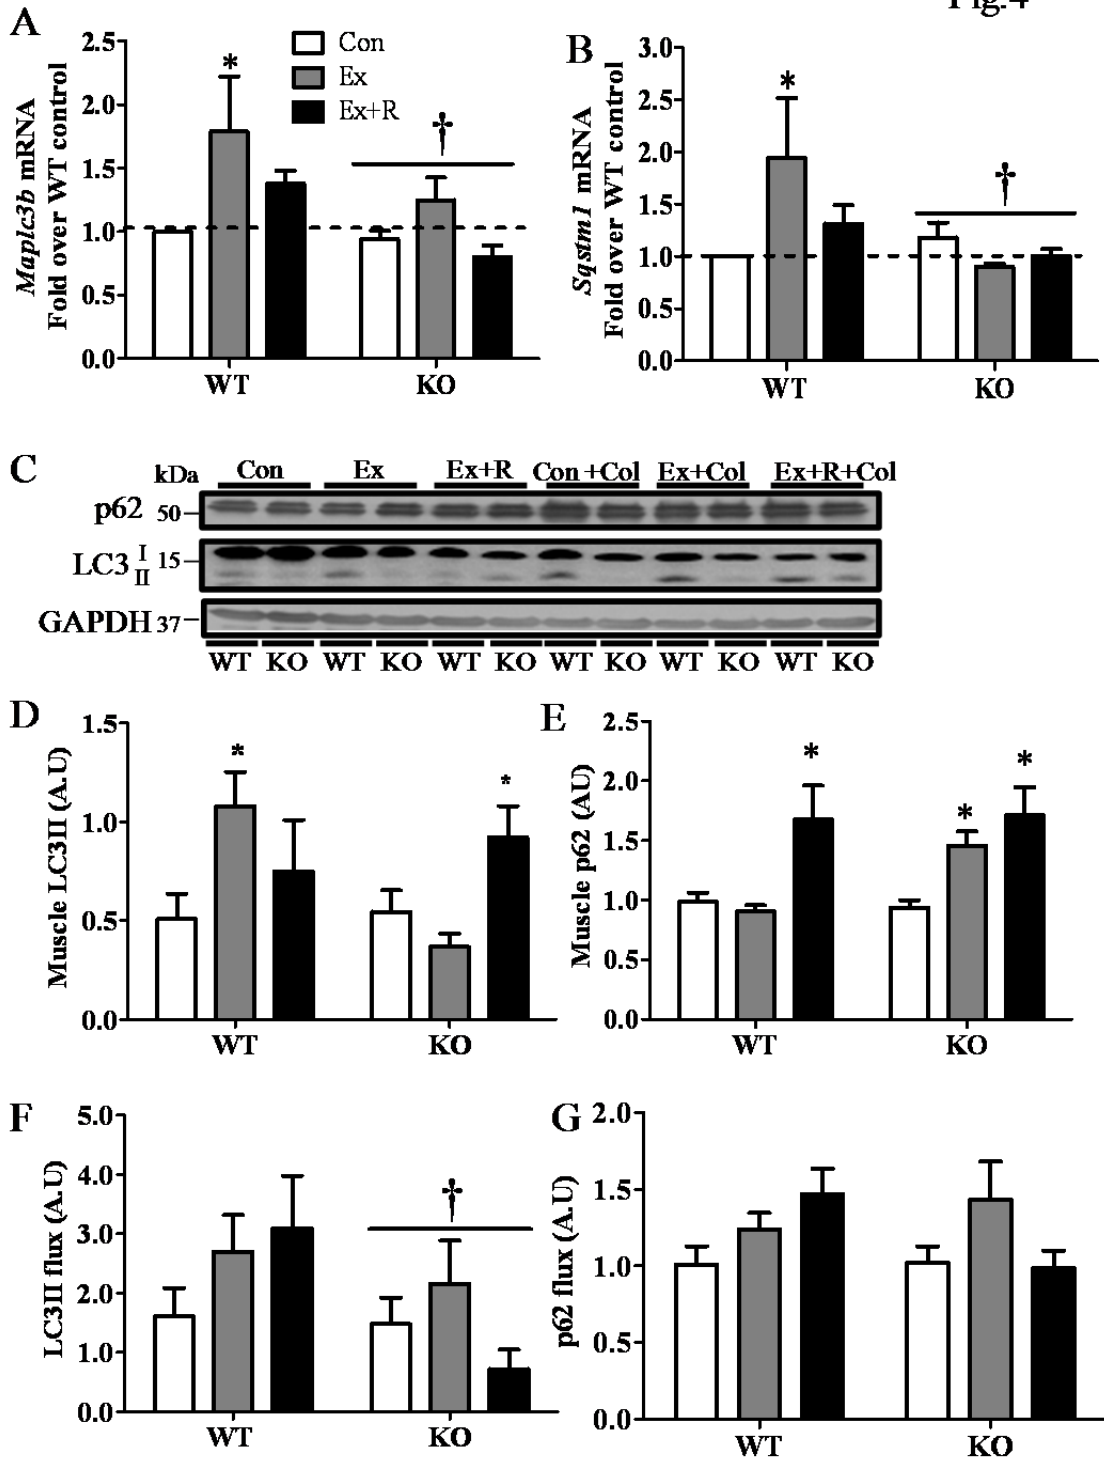 Fig.4
A
2.5
2.0
1.5
1.0
0.5
0.0
Maplc3b mRNA
Fold over WT control
*
†
WT
KO
Con
Ex
Ex+R
B
3.0
2.5
2.0
1.5
1.0
0.5
0.0
Sqstm1 mRNA
Fold over WT control
*
†
WT
KO
C
kDa
Con
Ex
Ex+R
Con +Col
Ex+Col
Ex+R+Col
p62 50
LC3 I II 15
GAPDH 37
WT KO WT KO WT KO WT KO WT KO WT KO
D
1.5
1.0
0.5
0.0
Muscle LC3II (A.U)
*
*
WT
KO
E
2.5
2.0
1.5
1.0
0.5
0.0
Muscle p62 (AU)
*
*
*
WT
KO
F
5.0
4.0
3.0
2.0
1.0
0.0
LC3II flux (A.U)
†
WT
KO
G
2.0
1.5
1.0
0.5
0.0
p62 flux (A.U)
WT
KO